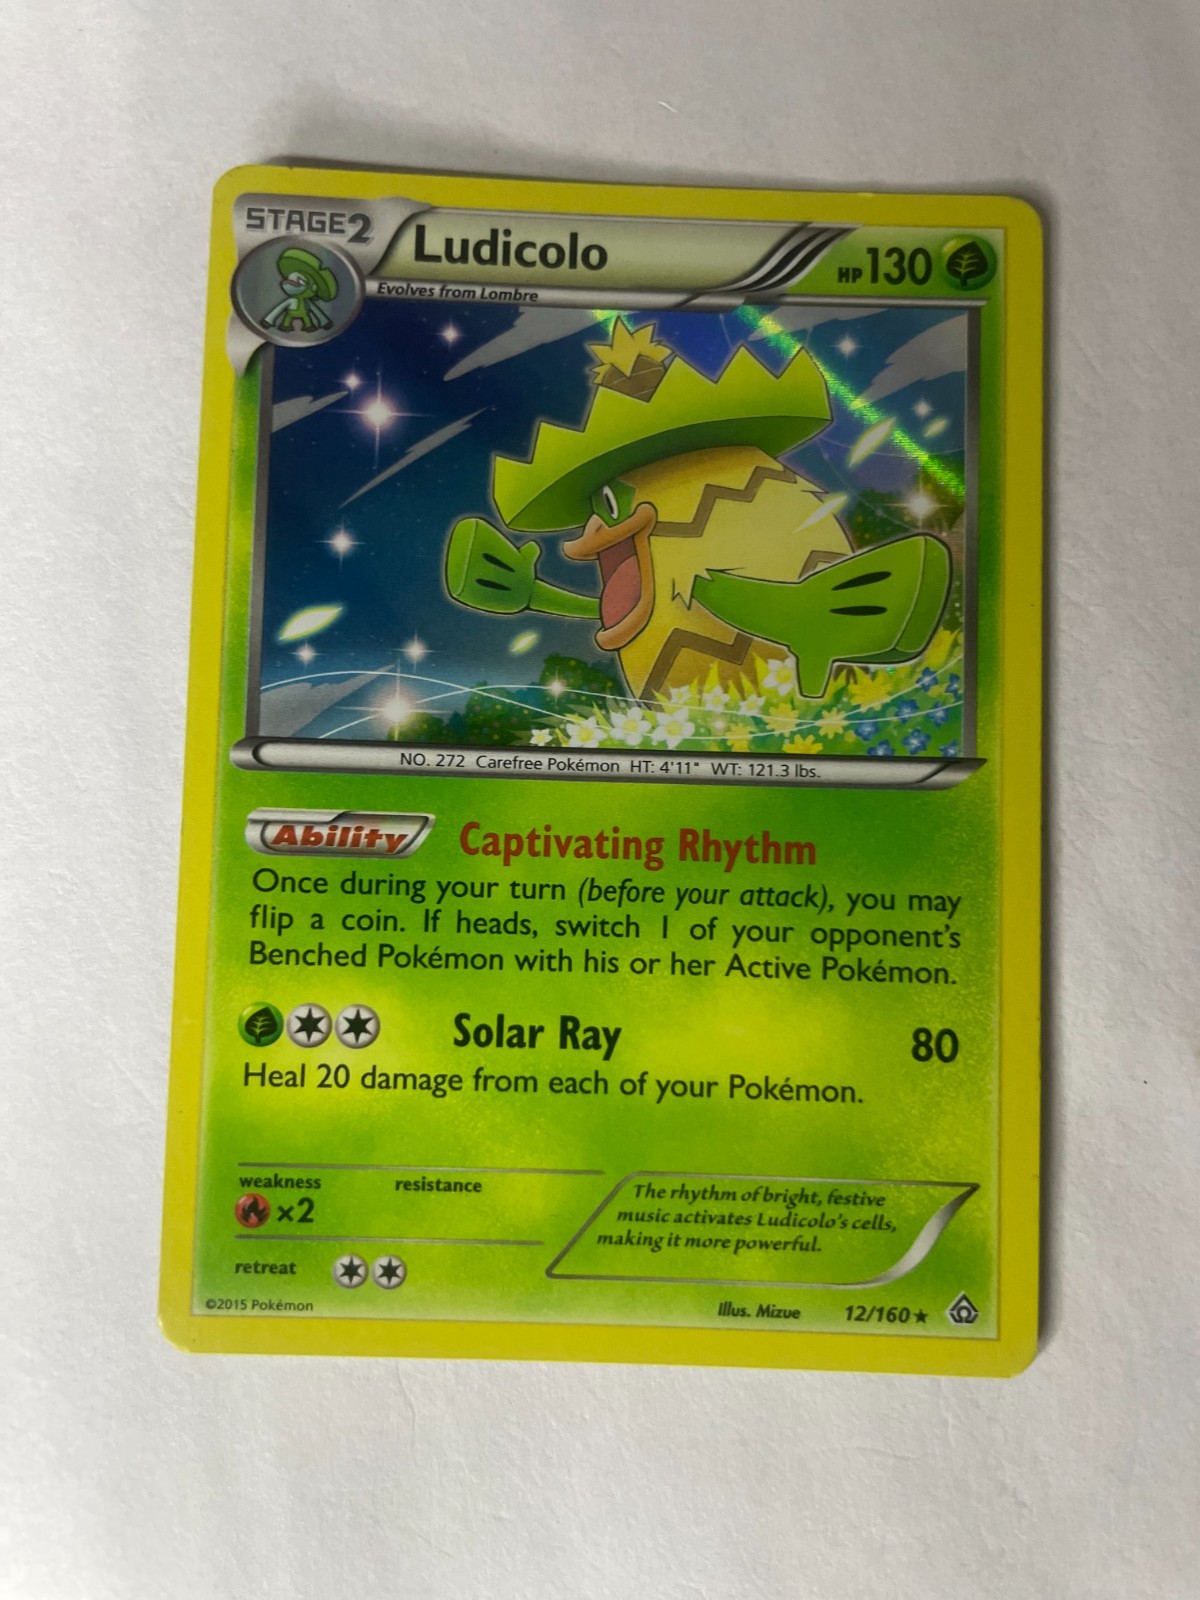 STAGE2
Ludicolo
HP130
Evolves from Lombre
NO. 272 Carefree Pokémon HT: 4'11" WT: 121.3 lbs.
Ability Captivating Rhythm
Once during your turn (before your attack), you may
flip a coin. If heads, switch 1 of your opponent's
Benched Pokémon with his or her Active Pokémon.
Solar Ray 80
Heal 20 damage from each of your Pokémon.
weakness resistance
×2
The rhythm of bright, festive
music activates Ludicolo's cells,
making it more powerful.
retreat
©2015 Pokémon
Illus. Mizue 12/160★